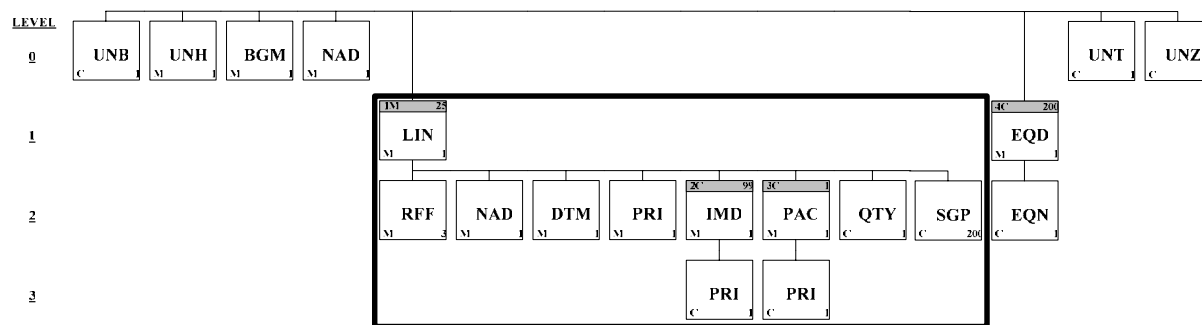 LEVEL
0
UNB UNH BGM NAD UNT UNZ
C 1 M 1 M 1 M 1 C 1 C 1
1M 25 4C 200
1
LIN EQD
M 1 M 1
2C 99 3C 1
2
RFF NAD DTM PRI IMD PAC QTY SGP EQN
M 3 M 1 M 1 M 1 M 1 M 1 C 1 C 200 C 1
3
PRI PRI
C 1 C 1